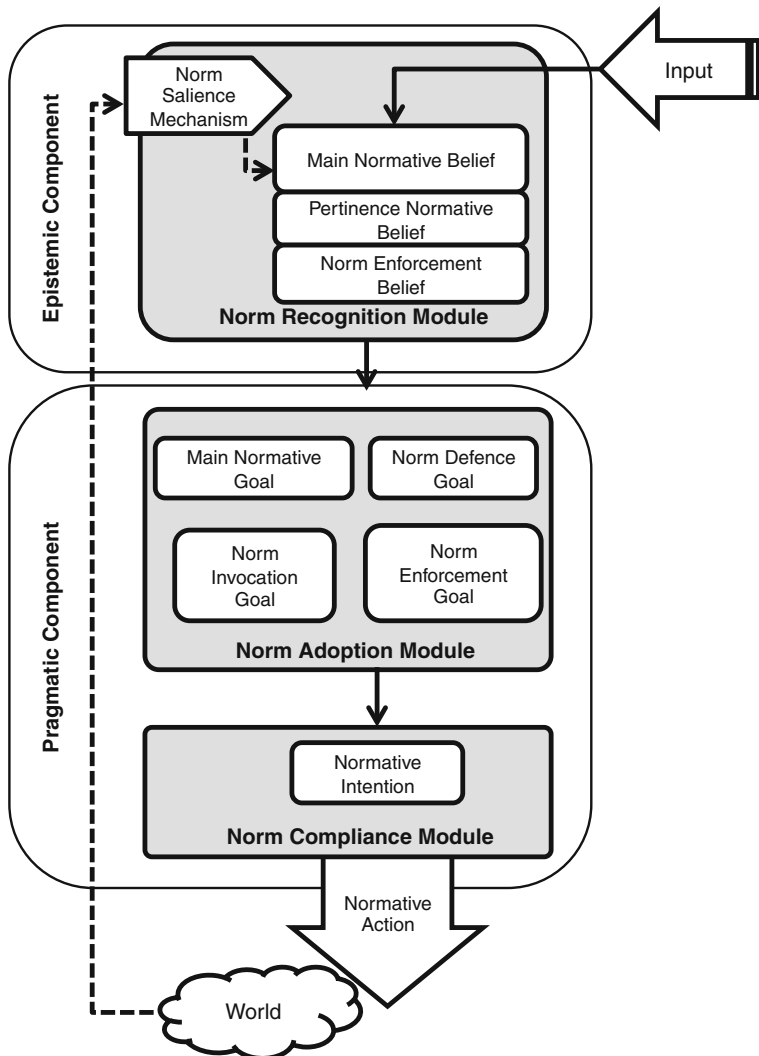 Input
Norm
Salience
Mechanism
Main Normative Belief
Pertinence Normative
Belief
Norm Enforcement
Belief
Norm Recognition Module
Epistemic Component
Main Normative
Goal
Norm Defence
Goal
Norm
Invocation
Goal
Norm
Enforcement
Goal
Norm Adoption Module
Pragmatic Component
Normative
Intention
Norm Compliance Module
Normative
Action
World